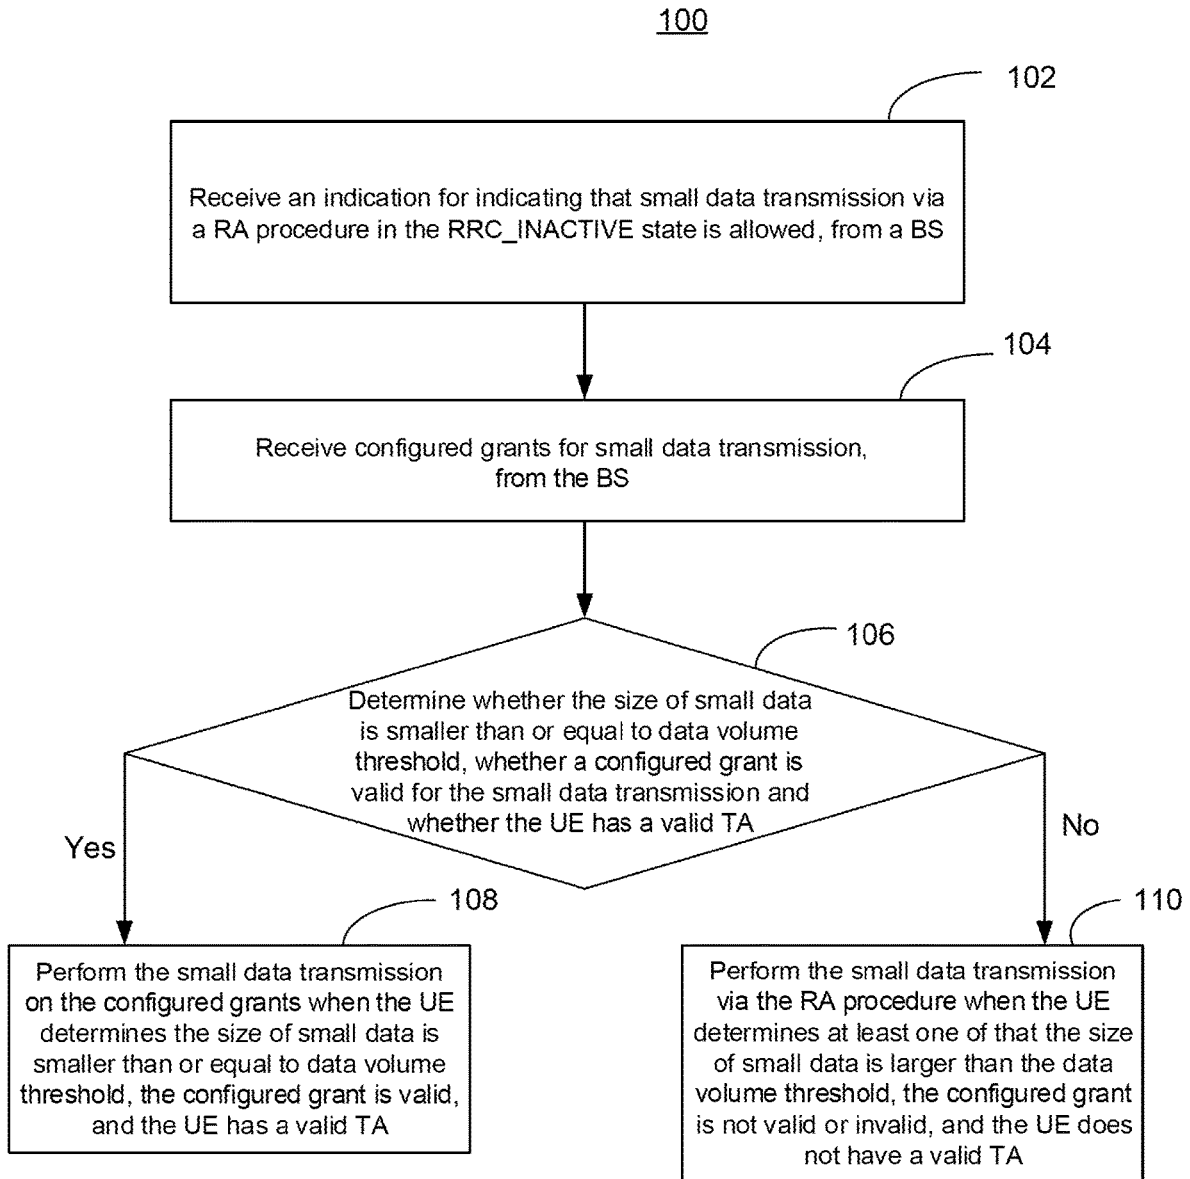 100
102
Receive an indication for indicating that small data transmission via
a RA procedure in the RRC_INACTIVE state is allowed, from a BS
104
Receive configured grants for small data transmission,
from the BS
106
Determine whether the size of small data
is smaller than or equal to data volume
threshold, whether a configured grant is
valid for the small data transmission and
whether the UE has a valid TA
Yes
No
108
Perform the small data transmission
on the configured grants when the UE
determines the size of small data is
smaller than or equal to data volume
threshold, the configured grant is valid,
and the UE has a valid TA
110
Perform the small data transmission
via the RA procedure when the UE
determines at least one of that the size
of small data is larger than the data
volume threshold, the configured grant
is not valid or invalid, and the UE does
not have a valid TA